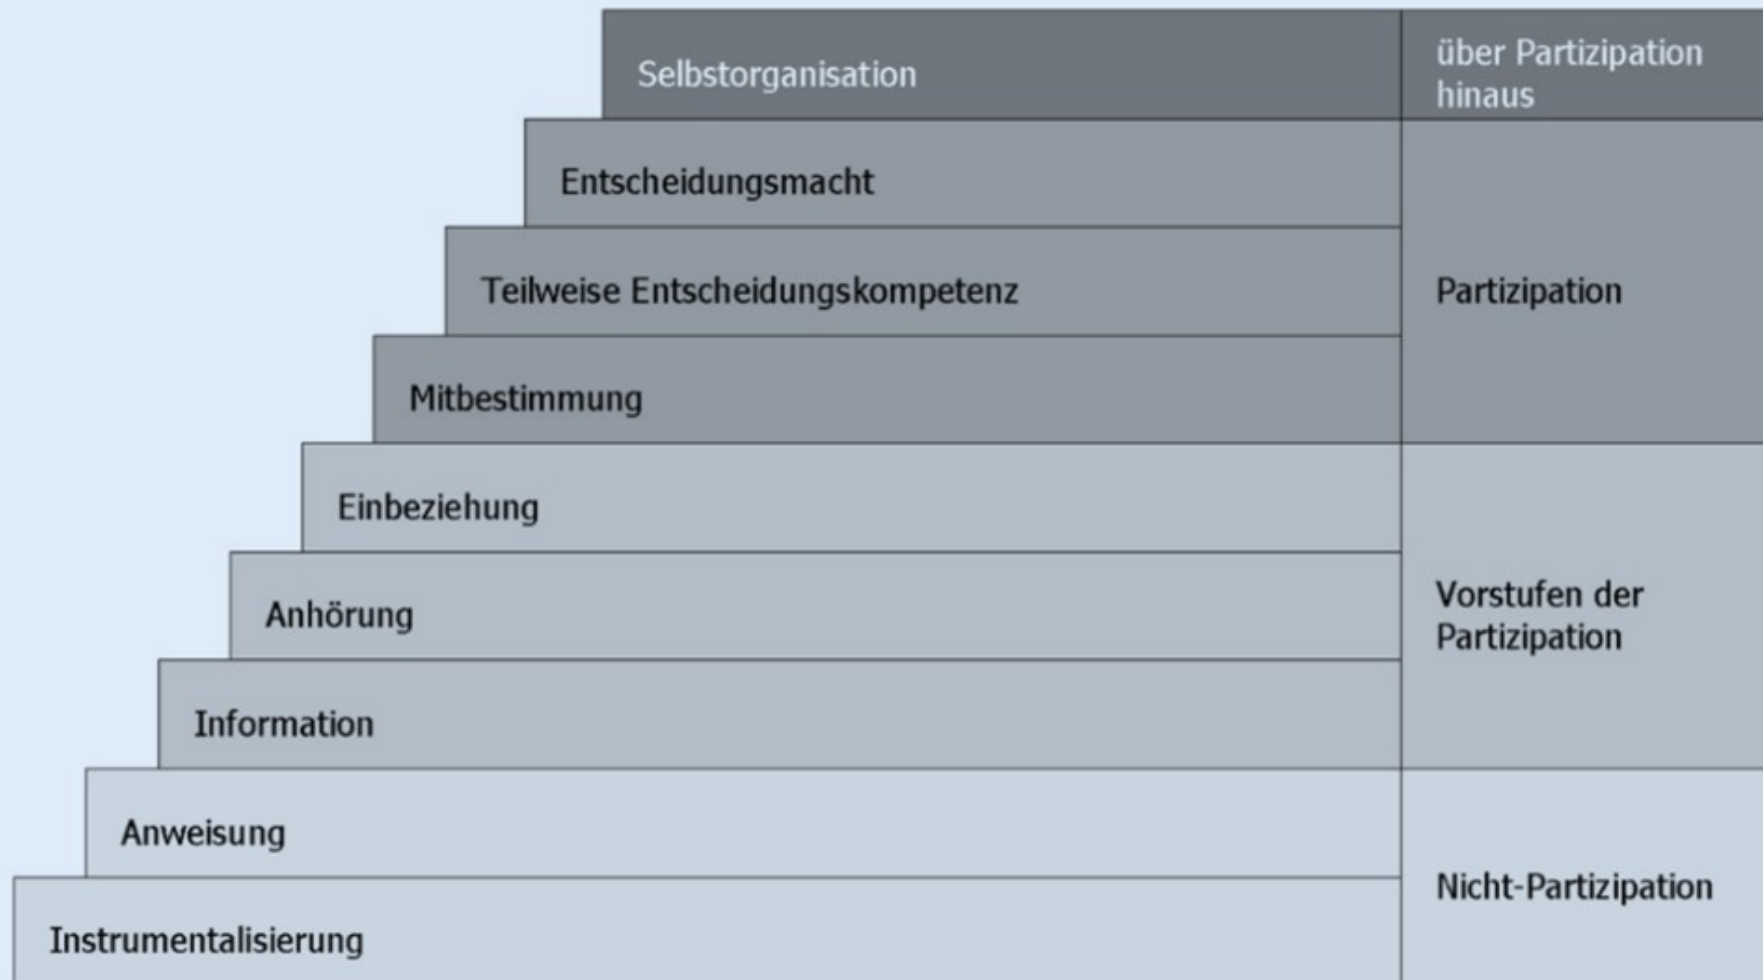 Selbstorganisation
über Partizipation
hinaus
Entscheidungsmacht
Teilweise Entscheidungskompetenz
Partizipation
Mitbestimmung
Einbeziehung
Anhörung
Vorstufen der
Partizipation
Information
Anweisung
Nicht-Partizipation
Instrumentalisierung